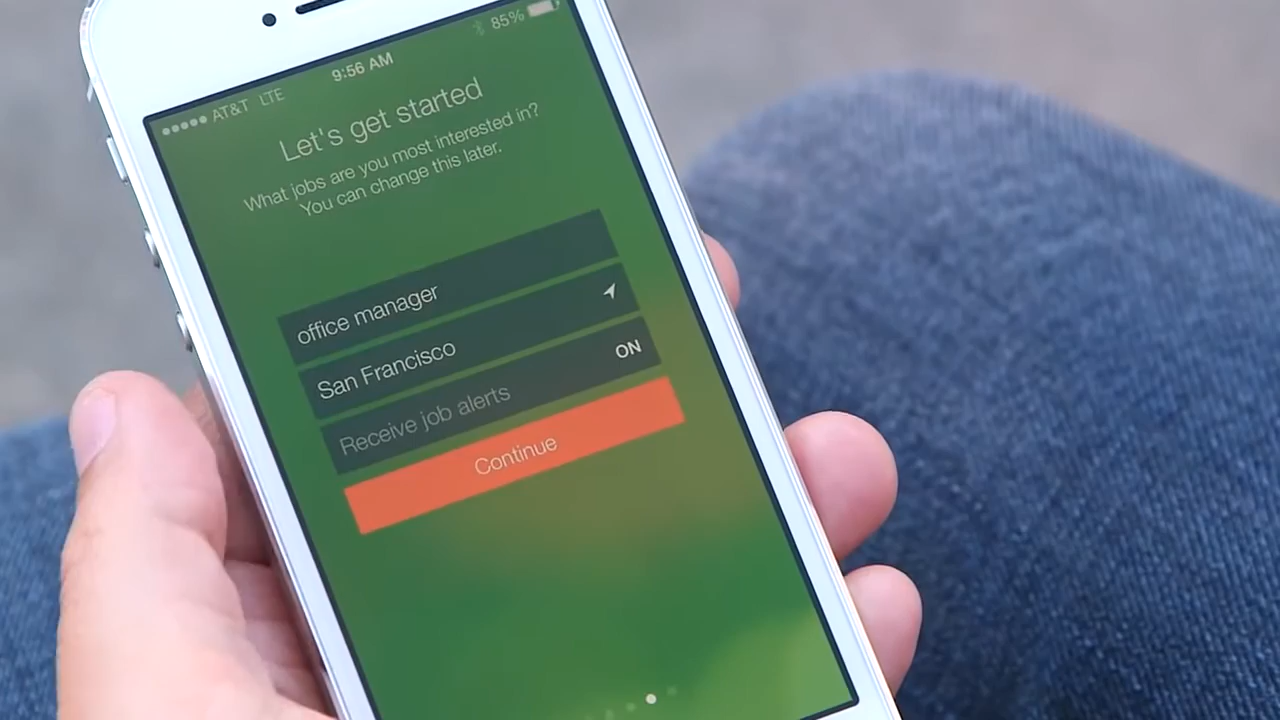 AT&T LTE 9:56 AM 85%
Let's get started
What jobs are you most interested in?
You can change this later.
office manager
San Francisco
Receive job alerts ON
Continue